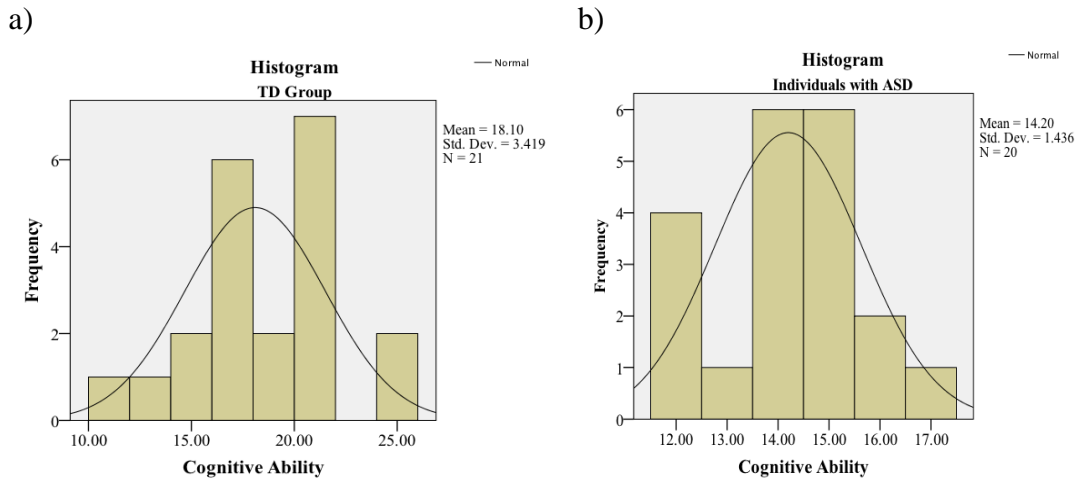 a)
Histogram
TD Group
Normal
Mean = 18.10
Std. Dev. = 3.419
N = 21
Frequency
6
4
2
0
10.00 15.00 20.00 25.00
Cognitive Ability
b)
Histogram
Individuals with ASD
Normal
Mean = 14.20
Std. Dev. = 1.436
N = 20
Frequency
6
5
4
3
2
1
0
12.00 13.00 14.00 15.00 16.00 17.00
Cognitive Ability